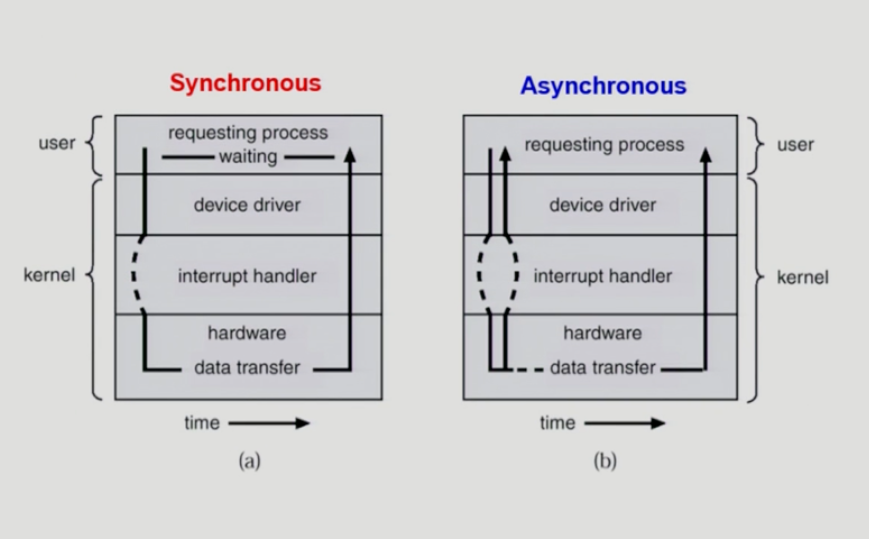 Synchronous
user
requesting process
waiting
device driver
kernel
interrupt handler
hardware
data transfer
time
(a)
Asynchronous
requesting process
user
device driver
interrupt handler
kernel
hardware
data transfer
time
(b)